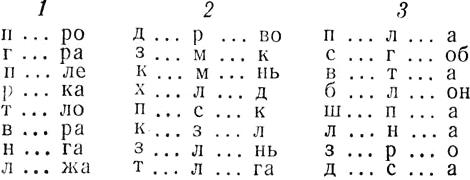 1 2 3
п ... ро д ... р ... во п ... л ... а
г ... ра з ... м ... к с ... г ... об
п ... ле к ... м ... нь в ... т ... а
р ... ка х ... л ... д б ... л ... он
т ... ло п ... с ... к ш ... п ... а
в ... ра к ... з ... л л ... н ... а
н ... га з ... л ... нь з ... р ... о
л ... жа т ... л ... га д ... с ... а